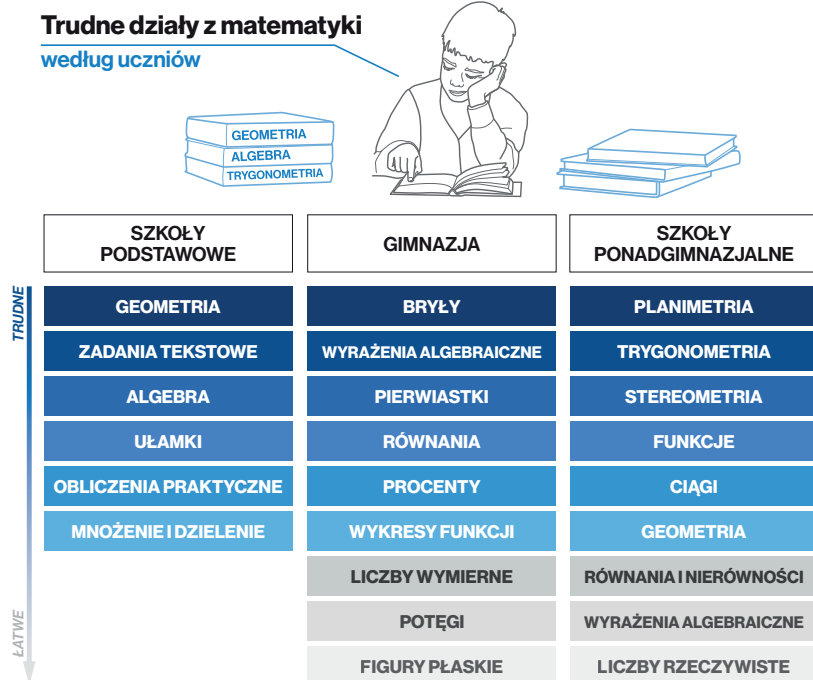 Trudne działy z matematyki
według uczniów
GEOMETRIA
ALGEBRA
TRYGONOMETRIA
SZKOŁY
PODSTAWOWE
GIMNAZJA
SZKOŁY
PONADGIMNAZJALNE
TRUDNE
GEOMETRIA
BRYŁY
PLANIMETRIA
ZADANIA TEKSTOWE
WYRAŻENIA ALGEBRAICZNE
TRYGONOMETRIA
ALGEBRA
PIERWIASTKI
STEREOMETRIA
UŁAMKI
RÓWNANIA
FUNKCJE
OBLICZENIA PRAKTYCZNE
PROCENTY
CIĄGI
MNOŻENIE I DZIELENIE
WYKRESY FUNKCJI
GEOMETRIA
LICZBY WYMIERNE
RÓWNANIA I NIERÓWNOŚCI
POTĘGI
WYRAŻENIA ALGEBRAICZNE
FIGURY PŁASKIE
LICZBY RZECZYWISTE
ŁATWE